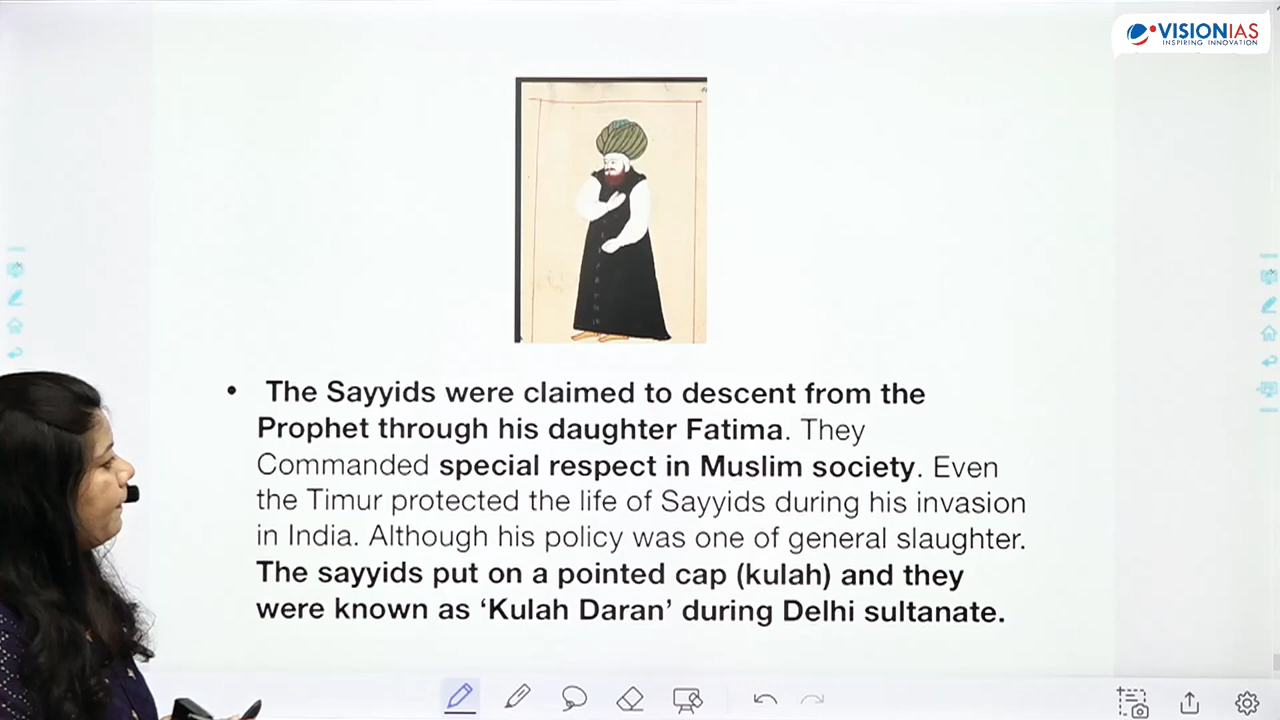 VISIONIAS
INSPIRING INNOVATION
• The Sayyids were claimed to descent from the
Prophet through his daughter Fatima. They
Commanded special respect in Muslim society. Even
the Timur protected the life of Sayyids during his invasion
in India. Although his policy was one of general slaughter.
The sayyids put on a pointed cap (kulah) and they
were known as ‘Kulah Daran’ during Delhi sultanate.